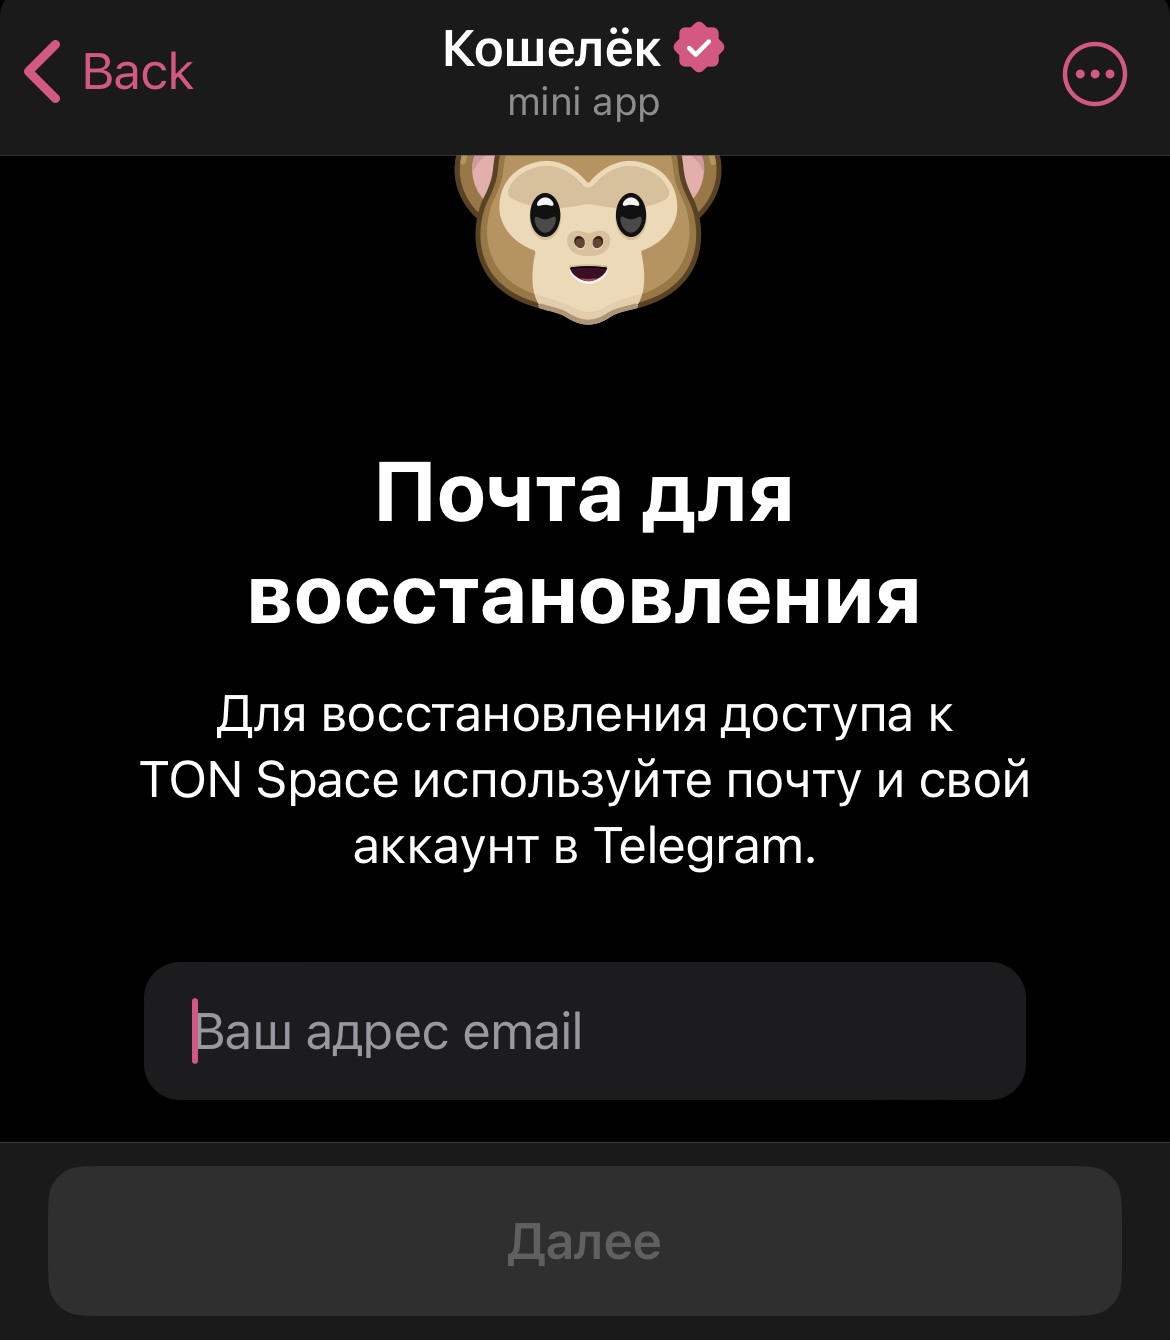 Back
Кошелёк
mini app
Почта для
восстановления
Для восстановления доступа к
TON Space используйте почту и свой
аккаунт в Telegram.
Ваш адрес email
Далее